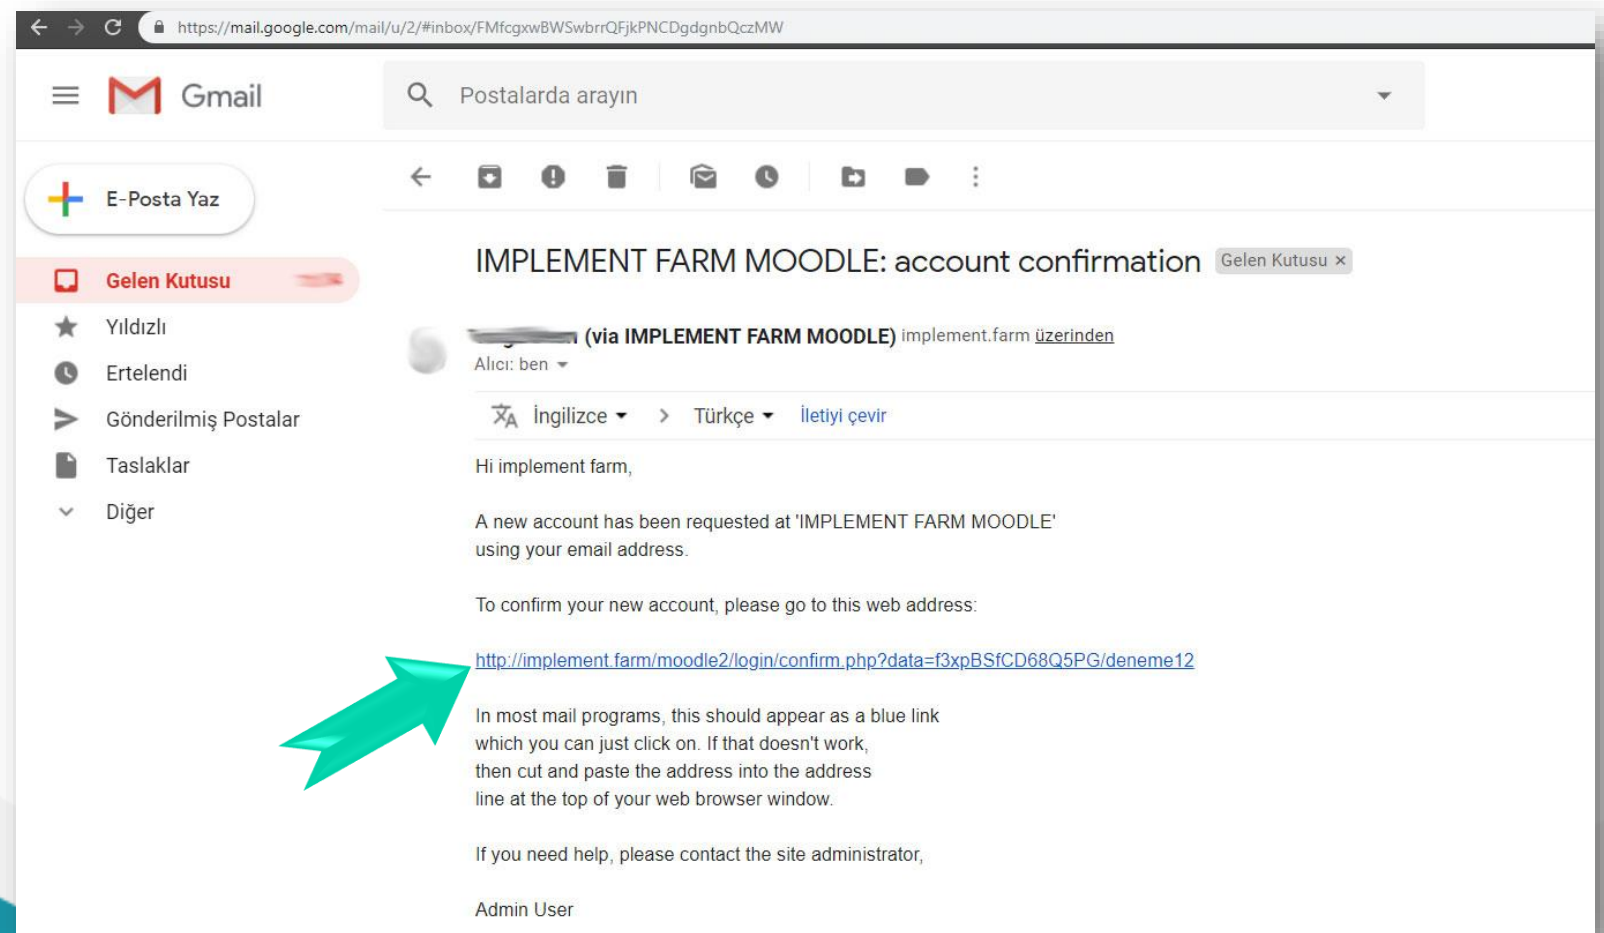 https://mail.google.com/mail/u/2/#inbox/FMfcgxwBWSwbrrQFjkPNCDgdgnbQczMW
Gmail
Postalarda arayın
E-Posta Yaz
IMPLEMENT FARM MOODLE: account confirmation Gelen Kutusu ×
Gelen Kutusu
Yıldızlı
Ertelendi
Gönderilmiş Postalar
Taslaklar
Diğer
(via IMPLEMENT FARM MOODLE) implement.farm üzerinden
Alıcı: ben
İngilizce > Türkçe İletiyi çevir
Hi implement farm,
A new account has been requested at 'IMPLEMENT FARM MOODLE'
using your email address.
To confirm your new account, please go to this web address:
http://implement.farm/moodle2/login/confirm.php?data=f3xpBSfCD68Q5PG/deneme12
In most mail programs, this should appear as a blue link
which you can just click on. If that doesn't work,
then cut and paste the address into the address
line at the top of your web browser window.
If you need help, please contact the site administrator,
Admin User